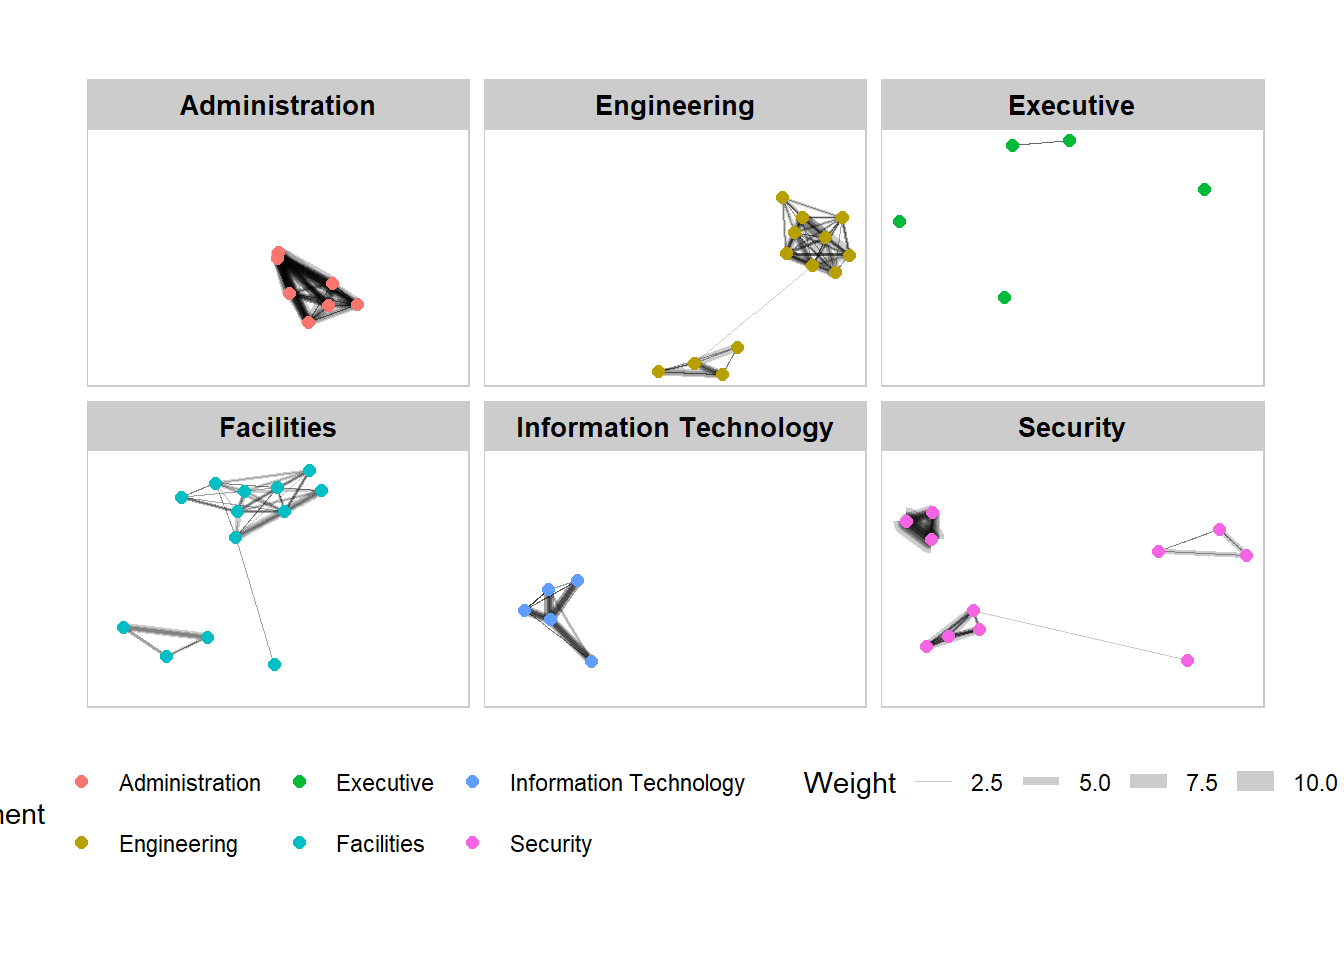 Administration
Engineering
Executive
Facilities
Information Technology
Security
Administration
Executive
Information Technology
Weight
2.5
5.0
7.5
10.0
Engineering
Facilities
Security